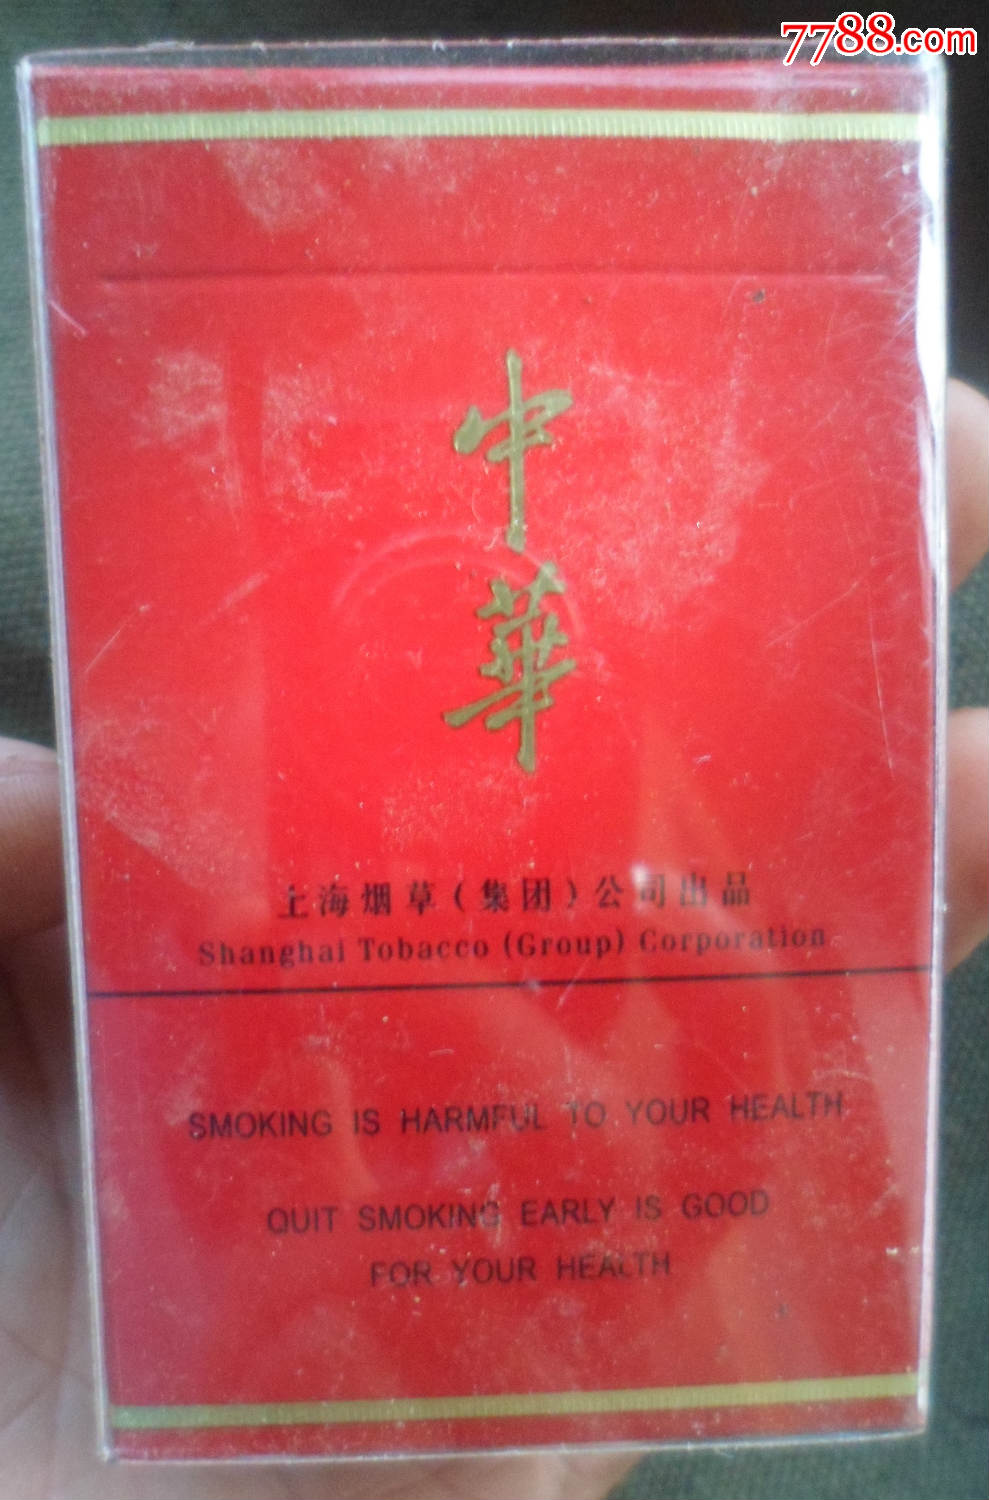 7788.com
中
華
上海烟草(集团)公司出品
Shanghai Tobacco (Group) Corporation
SMOKING IS HARMFUL TO YOUR HEALTH
QUIT SMOKING EARLY IS GOOD
FOR YOUR HEALTH